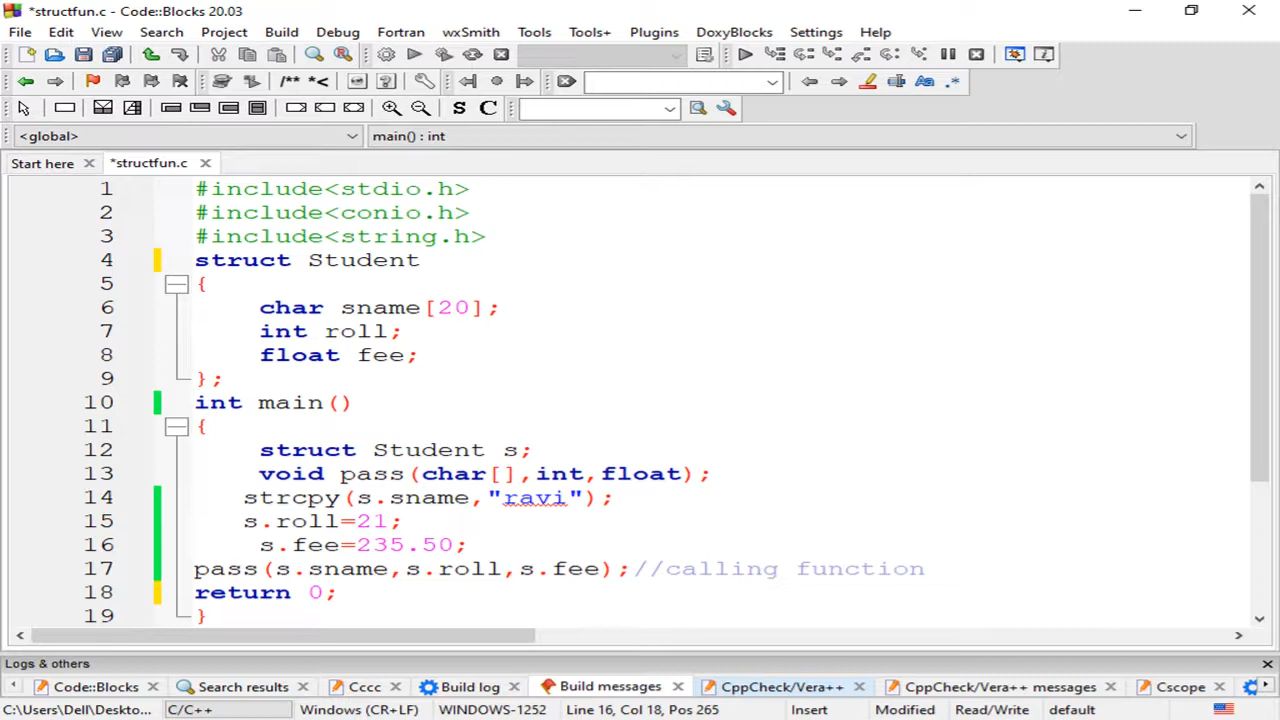 *structfun.c - Code::Blocks 20.03
File Edit View Search Project Build Debug Fortran wxSmith Tools Tools+ Plugins DoxyBlocks Settings Help
/** *<
S C
<global> main() : int
Start here *structfun.c
1 #include<stdio.h>
2 #include<conio.h>
3 #include<string.h>
4 struct Student
5 {
6 char sname[20];
7 int roll;
8 float fee;
9 };
10 int main()
11 {
12 struct Student s;
13 void pass(char[],int,float);
14 strcpy(s.sname,"ravi");
15 s.roll=21;
16 s.fee=235.50;
17 pass(s.sname,s.roll,s.fee);//calling function
18 return 0;
19 }
Logs & others
Code::Blocks Search results Cccc Build log Build messages CppCheck/Vera++ CppCheck/Vera++ messages Cscope
C:\Users\Dell\Deskto... C/C++ Windows (CR+LF) WINDOWS-1252 Line 16, Col 18, Pos 265 Insert Modified Read/Write default